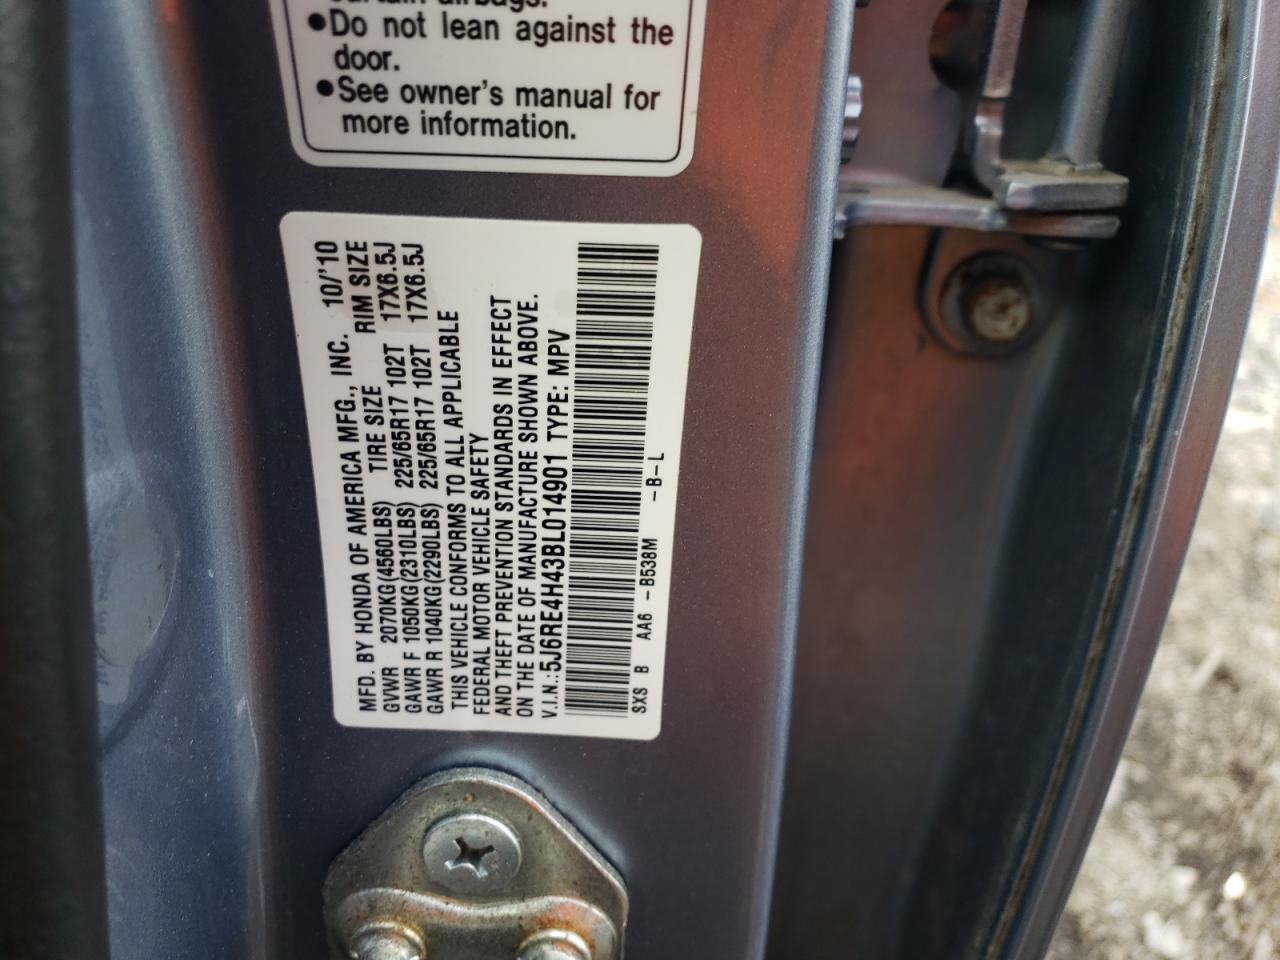 curtain airbags.
•Do not lean against the
door.
•See owner's manual for
more information.
MFD. BY HONDA OF AMERICA MFG., INC. 10/'10
GVWR 2070KG(4560LBS) TIRE SIZE RIM SIZE
GAWR F 1050KG(2310LBS) 225/65R17 102T 17X6.5J
GAWR R 1040KG(2290LBS) 225/65R17 102T 17X6.5J
THIS VEHICLE CONFORMS TO ALL APPLICABLE
FEDERAL MOTOR VEHICLE SAFETY
AND THEFT PREVENTION STANDARDS IN EFFECT
ON THE DATE OF MANUFACTURE SHOWN ABOVE.
V.I.N.:5J6RE4H43BL014901 TYPE: MPV
SXS B AA6 -B538M -B-L